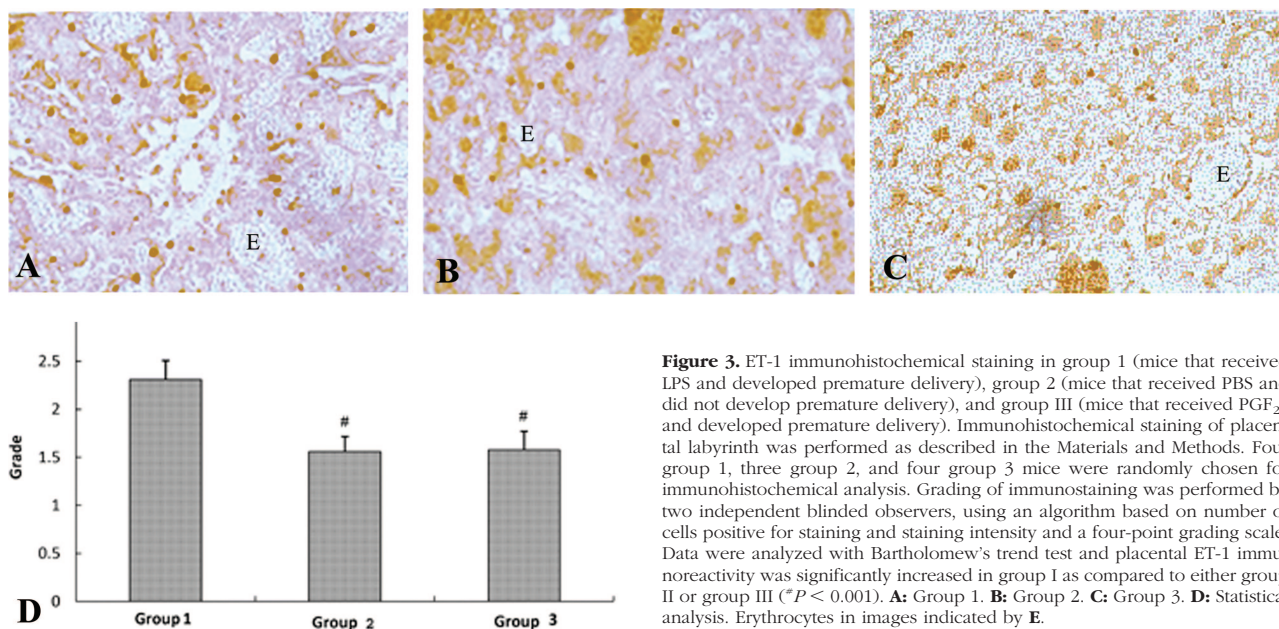 E
A
E
B
E
C
2.5
2
1.5
1
0.5
0
Grade
#
#
Group 1
Group 2
Group 3
D
Figure 3. ET-1 immunohistochemical staining in group 1 (mice that receive
LPS and developed premature delivery), group 2 (mice that received PBS an
did not develop premature delivery), and group III (mice that received PGF2
and developed premature delivery). Immunohistochemical staining of placen
tal labyrinth was performed as described in the Materials and Methods. Fou
group 1, three group 2, and four group 3 mice were randomly chosen fo
immunohistochemical analysis. Grading of immunostaining was performed b
two independent blinded observers, using an algorithm based on number o
cells positive for staining and staining intensity and a four-point grading scale
Data were analyzed with Bartholomew's trend test and placental ET-1 immu
noreactivity was significantly increased in group I as compared to either grou
II or group III (#P < 0.001). A: Group 1. B: Group 2. C: Group 3. D: Statistica
analysis. Erythrocytes in images indicated by E.